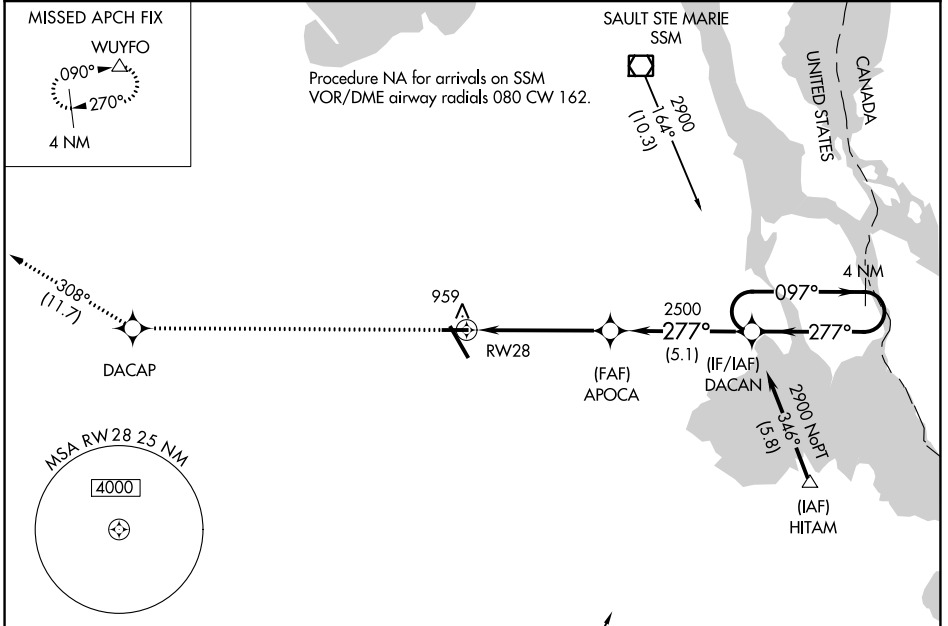 MISSED APCH FIX
WUYFO
090°
270°
4 NM
SAULT STE MARIE
SSM
Procedure NA for arrivals on SSM
VOR/DME airway radials 080 CW 162.
2900
164°
(10.3)
CANADA
UNITED STATES
308°
(11.7)
DACAP
959
RW28
2500
277°
(5.1)
(FAF)
APOCA
(IF/IAF)
DACAN
4 NM
097°
277°
2900 NoPT
346°
(5.8)
(IAF)
HITAM
MSA RW28 25 NM
4000